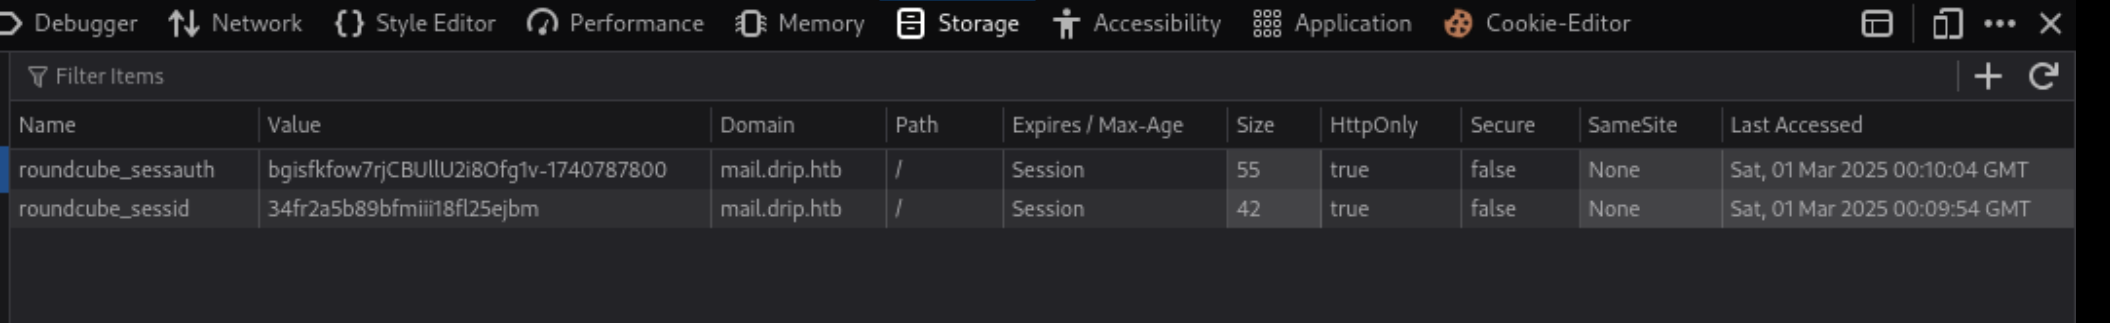 Debugger Network {} Style Editor Performance Memory Storage Accessibility Application Cookie-Editor
Filter Items
Name Value Domain Path Expires / Max-Age Size HttpOnly Secure SameSite Last Accessed
roundcube_sessauth bgisfkfow7rjCBUllU2i8Ofg1v-1740787800 mail.drip.htb / Session 55 true false None Sat, 01 Mar 2025 00:10:04 GMT
roundcube_sessid 34fr2a5b89bfmiii18fl25ejbm mail.drip.htb / Session 42 true false None Sat, 01 Mar 2025 00:09:54 GMT